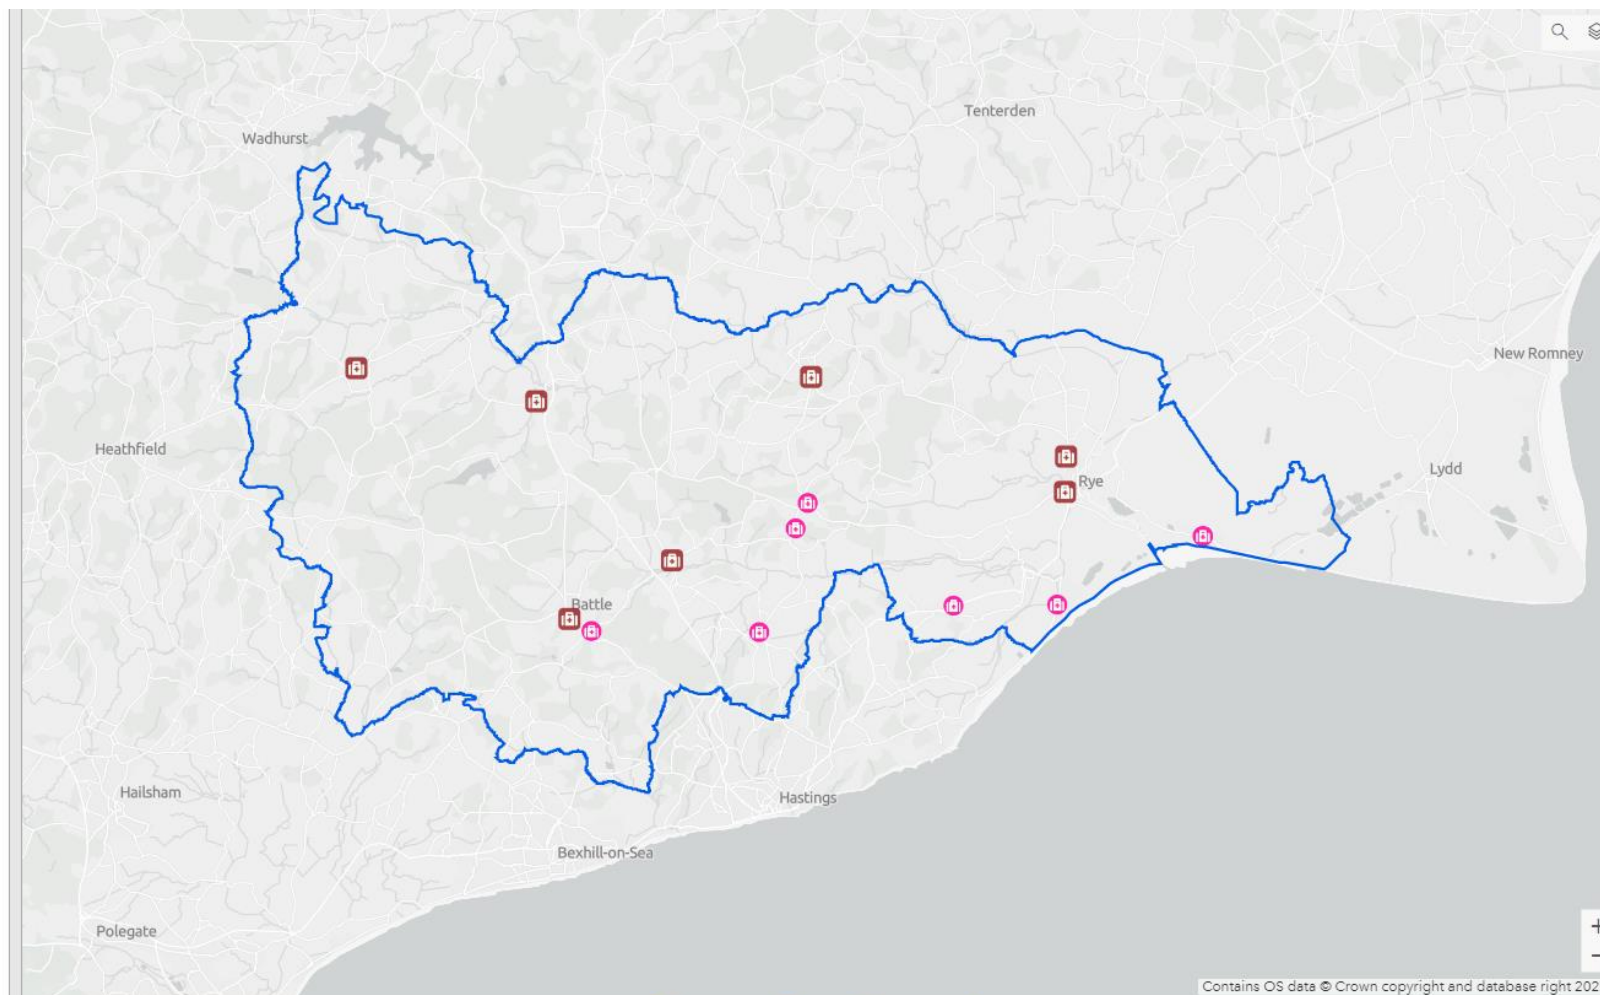 Wadhurst
Tenterden
New Romney
Heathfield
Lydd
Rye
Battle
Hailsham
Hastings
Bexhill-on-Sea
Polegate
+
−
Contains OS data © Crown copyright and database right 202